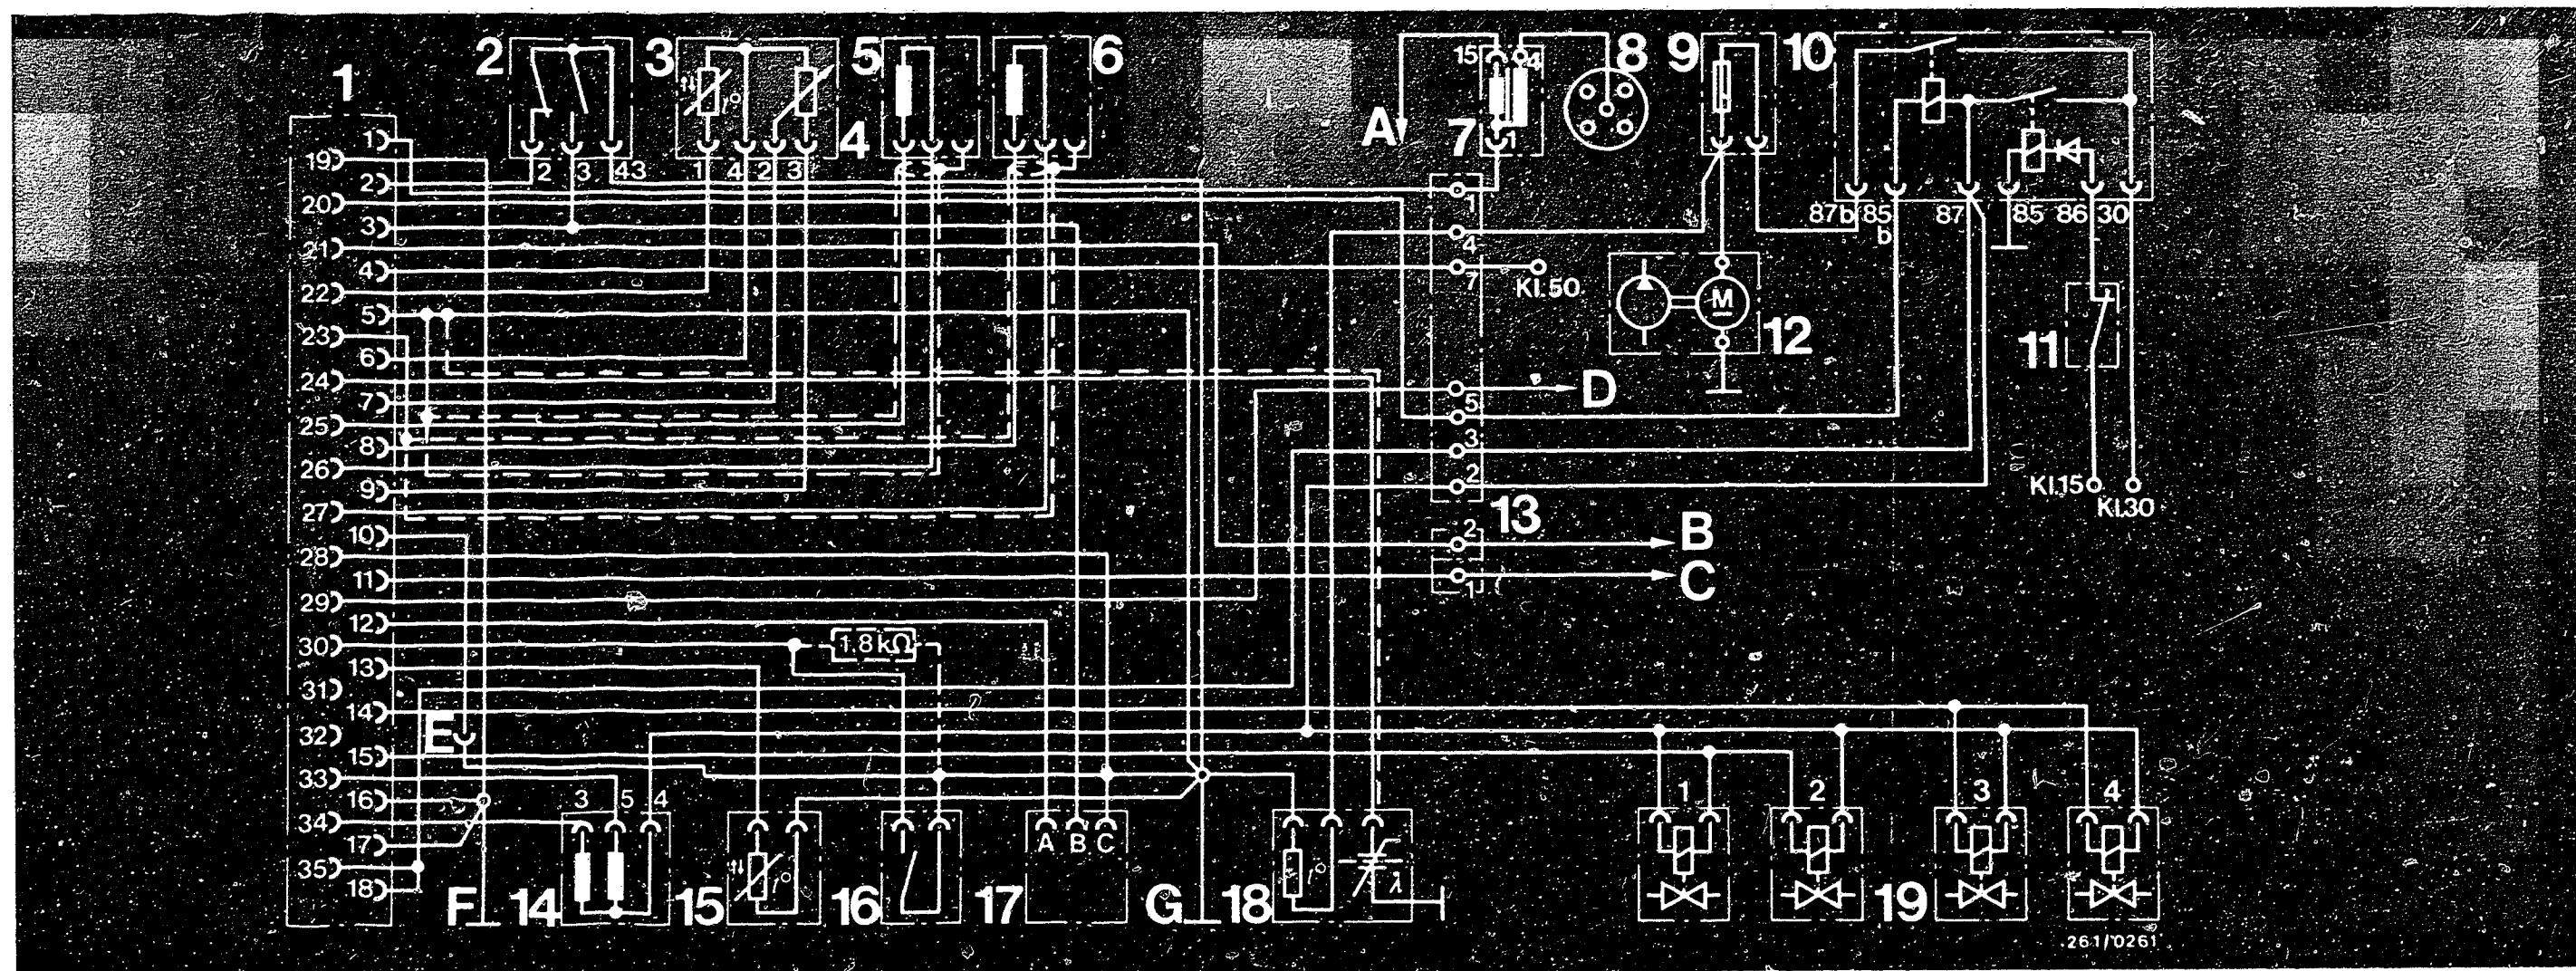 1
2
3
4
5
6
7
8
9
10
11
12
13
14
15
16
17
18
19
A
B
C
D
E
F
G
1
19
2
20
3
21
4
22
5
23
6
24
7
25
8
26
9
27
10
28
11
29
12
30
13
31
14
32
15
33
16
34
17
35
18
2 3 43
t°
1 4 2 3
15 4
1
87b 85 87 85 86 30
b
1
4
7
5
3
2
2
1
Kl.50
M
Kl.15
Kl.30
1.8kΩ
3 5 4
t°
A B C
t°
λ
1 2 3 4
261/0261